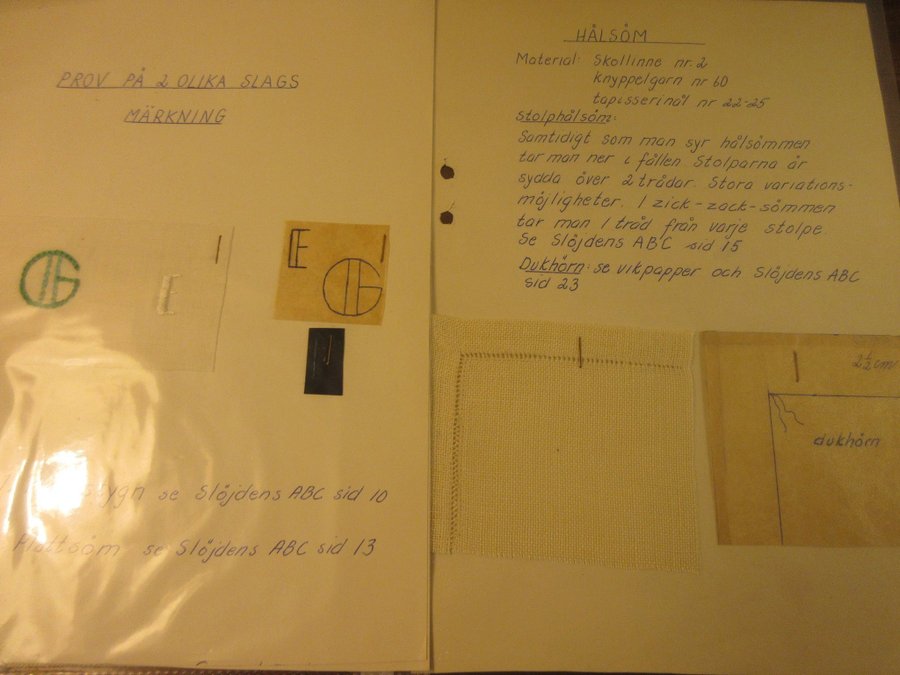 PROV PÅ 2 OLIKA SLAGS
MÄRKNING
E
E
se Slöjdens ABC sid 10
Plattsöm se Slöjdens ABC sid 13
HÅLSÖM
Material: Skollinne nr. 2
knyppelgarn nr 60
tapisserinål nr 22-25
Stolphålsöm:
Samtidigt som man syr hålsömmen
tar man ner i fållen Stolparna är
sydda över 2 trådar. Stora variations-
möjligheter. I zick-zack-sömmen
tar man 1 tråd från varje stolpe.
Se Slöjdens ABC sid 15
Dukhörn: se vikpapper och Slöjdens ABC
sid 23
2½ cm
dukhörn